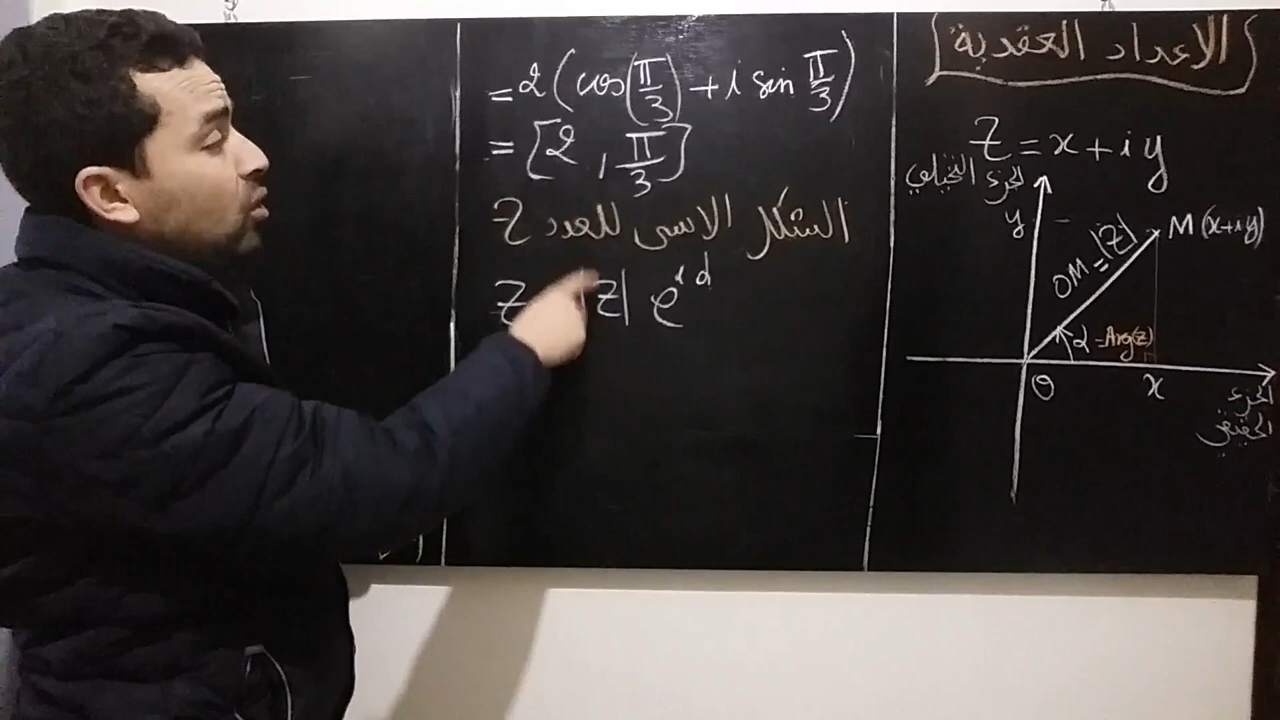 الاعداد العقدية
Z = x + i y
الجزء التخيلي
y
M (x+iy)
OM = |Z|
α = Arg(z)
O
x
الجزء
الحقيقي
= 2 (cos(π/3) + i sin π/3)
= [2 , π/3]
الشكل الاسي للعدد Z
Z z| e^iα